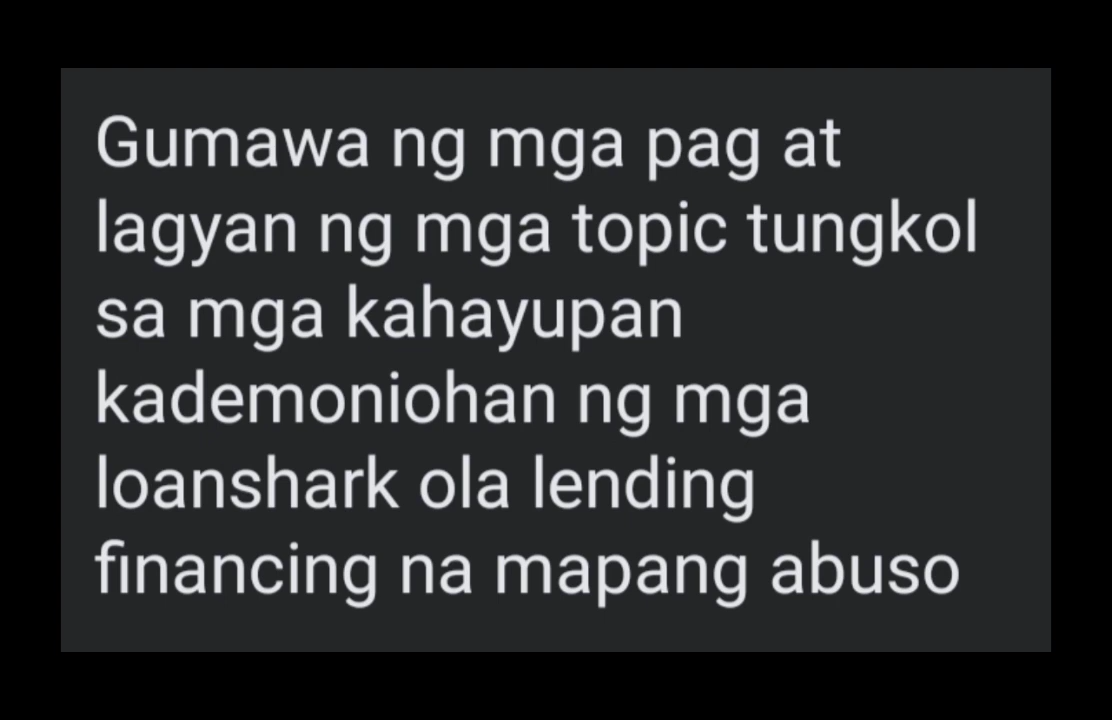 Gumawa ng mga pag at
lagyan ng mga topic tungkol
sa mga kahayupan
kademoniohan ng mga
loanshark ola lending
financing na mapang abuso